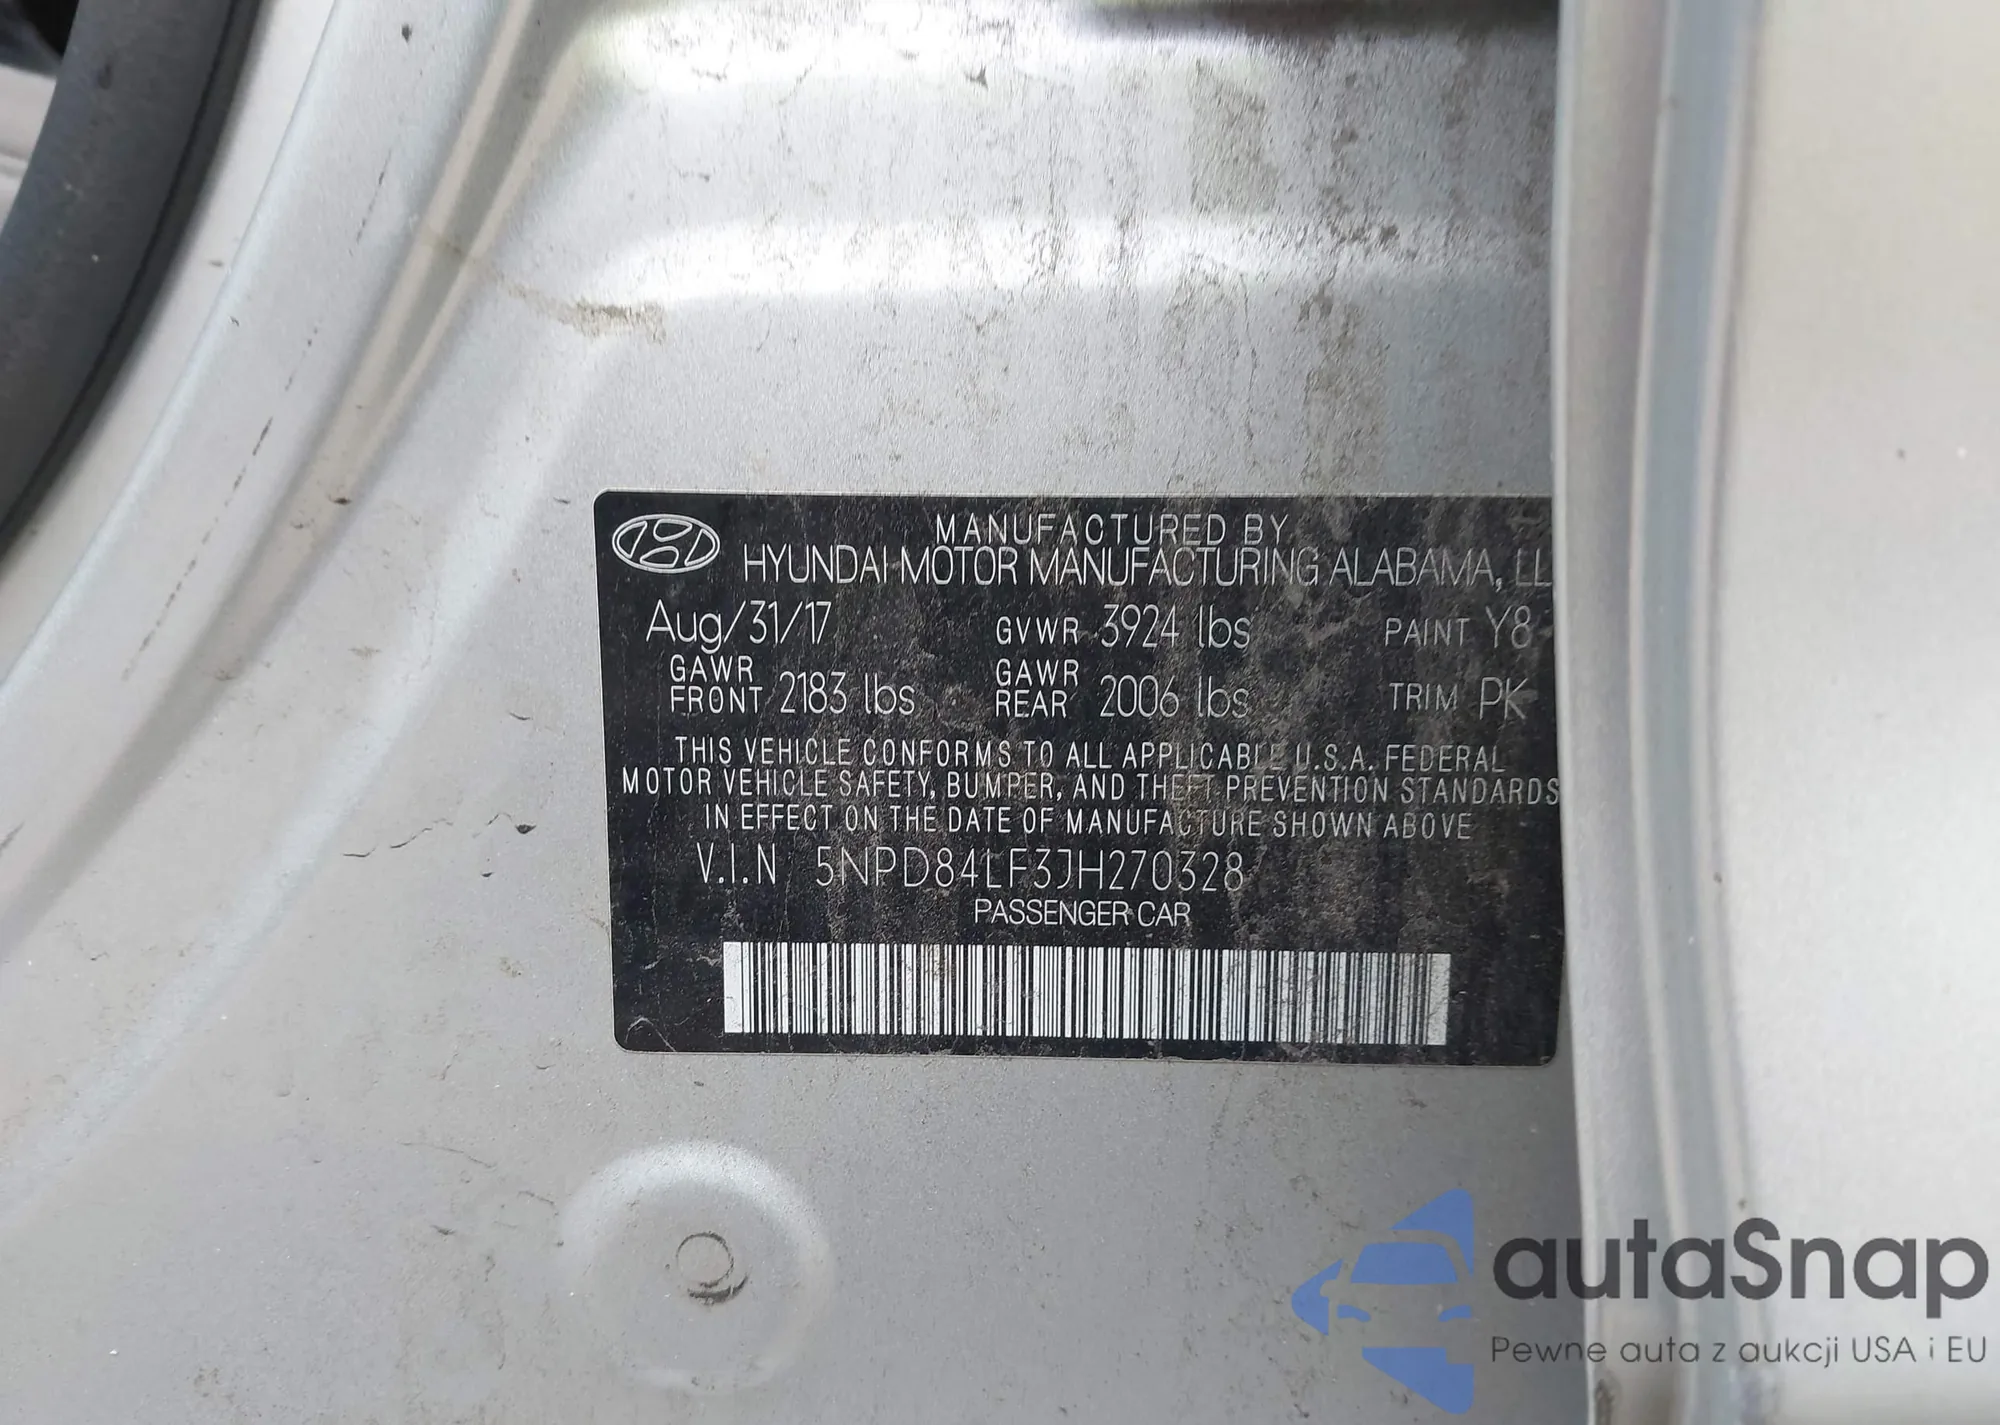 MANUFACTURED BY
HYUNDAI MOTOR MANUFACTURING ALABAMA, LL
Aug/31/17 GVWR 3924 lbs PAINT Y8
GAWR FRONT 2183 lbs GAWR REAR 2006 lbs TRIM PK
THIS VEHICLE CONFORMS TO ALL APPLICABLE U.S.A. FEDERAL
MOTOR VEHICLE SAFETY, BUMPER, AND THEFT PREVENTION STANDARDS
IN EFFECT ON THE DATE OF MANUFACTURE SHOWN ABOVE
V.I.N 5NPD84LF3JH270328
PASSENGER CAR
autaSnap
Pewne auta z aukcji USA i EU